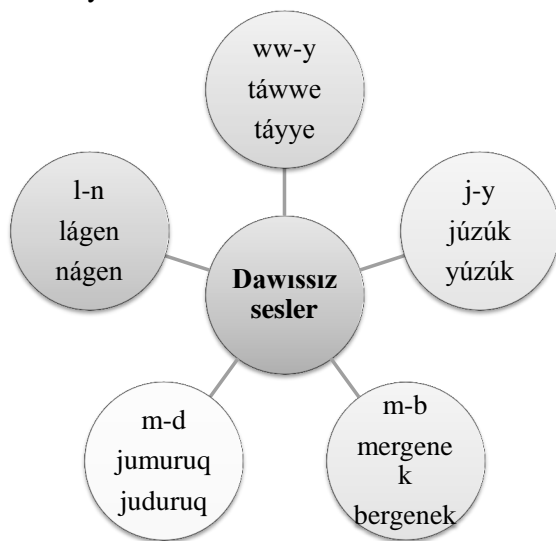 ww-y
táwwe
táyye
l-n
lágen
nágen
j-y
júzúk
yúzúk
Dawıssız
sesler
m-d
jumuruq
juduruq
m-b
mergene
k
bergenek